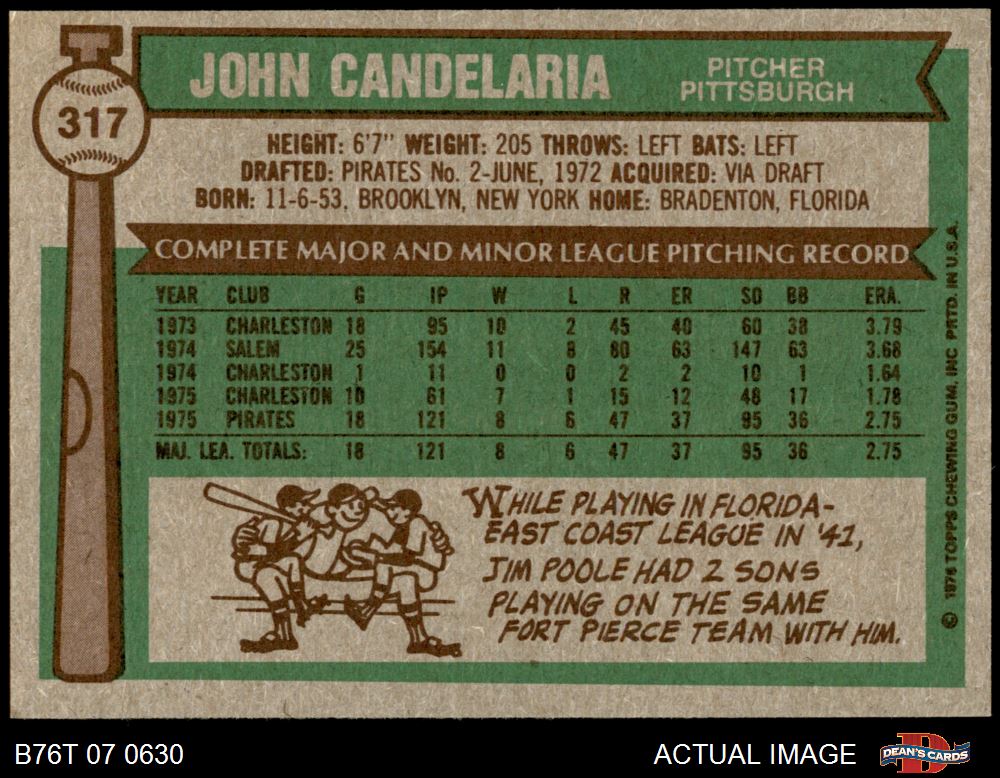 317
JOHN CANDELARIA
PITCHER
PITTSBURGH
HEIGHT: 6'7" WEIGHT: 205 THROWS: LEFT BATS: LEFT
DRAFTED: PIRATES No. 2-JUNE, 1972 ACQUIRED: VIA DRAFT
BORN: 11-6-53, BROOKLYN, NEW YORK HOME: BRADENTON, FLORIDA
COMPLETE MAJOR AND MINOR LEAGUE PITCHING RECORD
YEAR CLUB G IP W L R ER SO BB ERA.
1973 CHARLESTON 18 95 10 2 45 40 60 38 3.79
1974 SALEM 25 154 11 8 80 63 147 63 3.68
1974 CHARLESTON 1 11 0 0 2 2 10 1 1.64
1975 CHARLESTON 10 61 7 1 15 12 48 17 1.78
1975 PIRATES 18 121 8 6 47 37 95 36 2.75
MAJ. LEA. TOTALS: 18 121 8 6 47 37 95 36 2.75
WHILE PLAYING IN FLORIDA-
EAST COAST LEAGUE IN '41,
JIM POOLE HAD 2 SONS
PLAYING ON THE SAME
FORT PIERCE TEAM WITH HIM.
© 1976 TOPPS CHEWING GUM, INC PRTD. IN U.S.A.
B76T 07 0630
ACTUAL IMAGE
D
DEAN'S CARDS